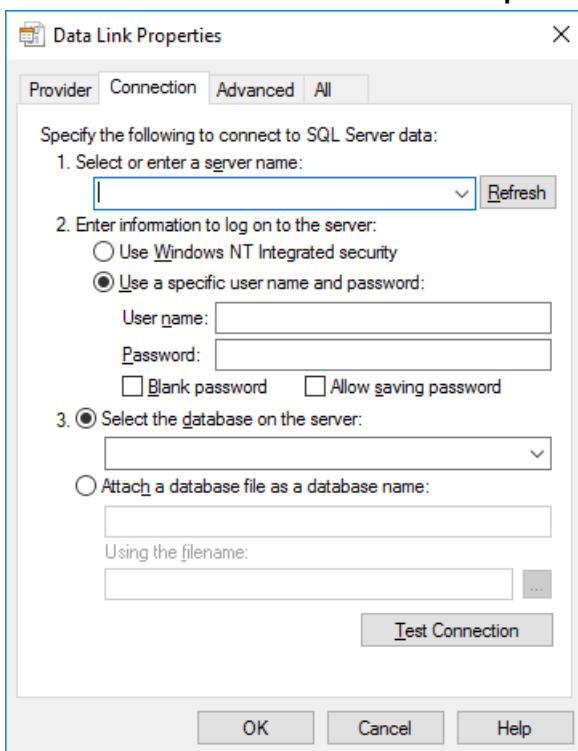 Data Link Properties
Provider Connection Advanced All
Specify the following to connect to SQL Server data:
1. Select or enter a server name:
Refresh
2. Enter information to log on to the server:
Use Windows NT Integrated security
Use a specific user name and password:
User name:
Password:
Blank password Allow saving password
3. Select the database on the server:
Attach a database file as a database name:
Using the filename:
...
Test Connection
OK Cancel Help